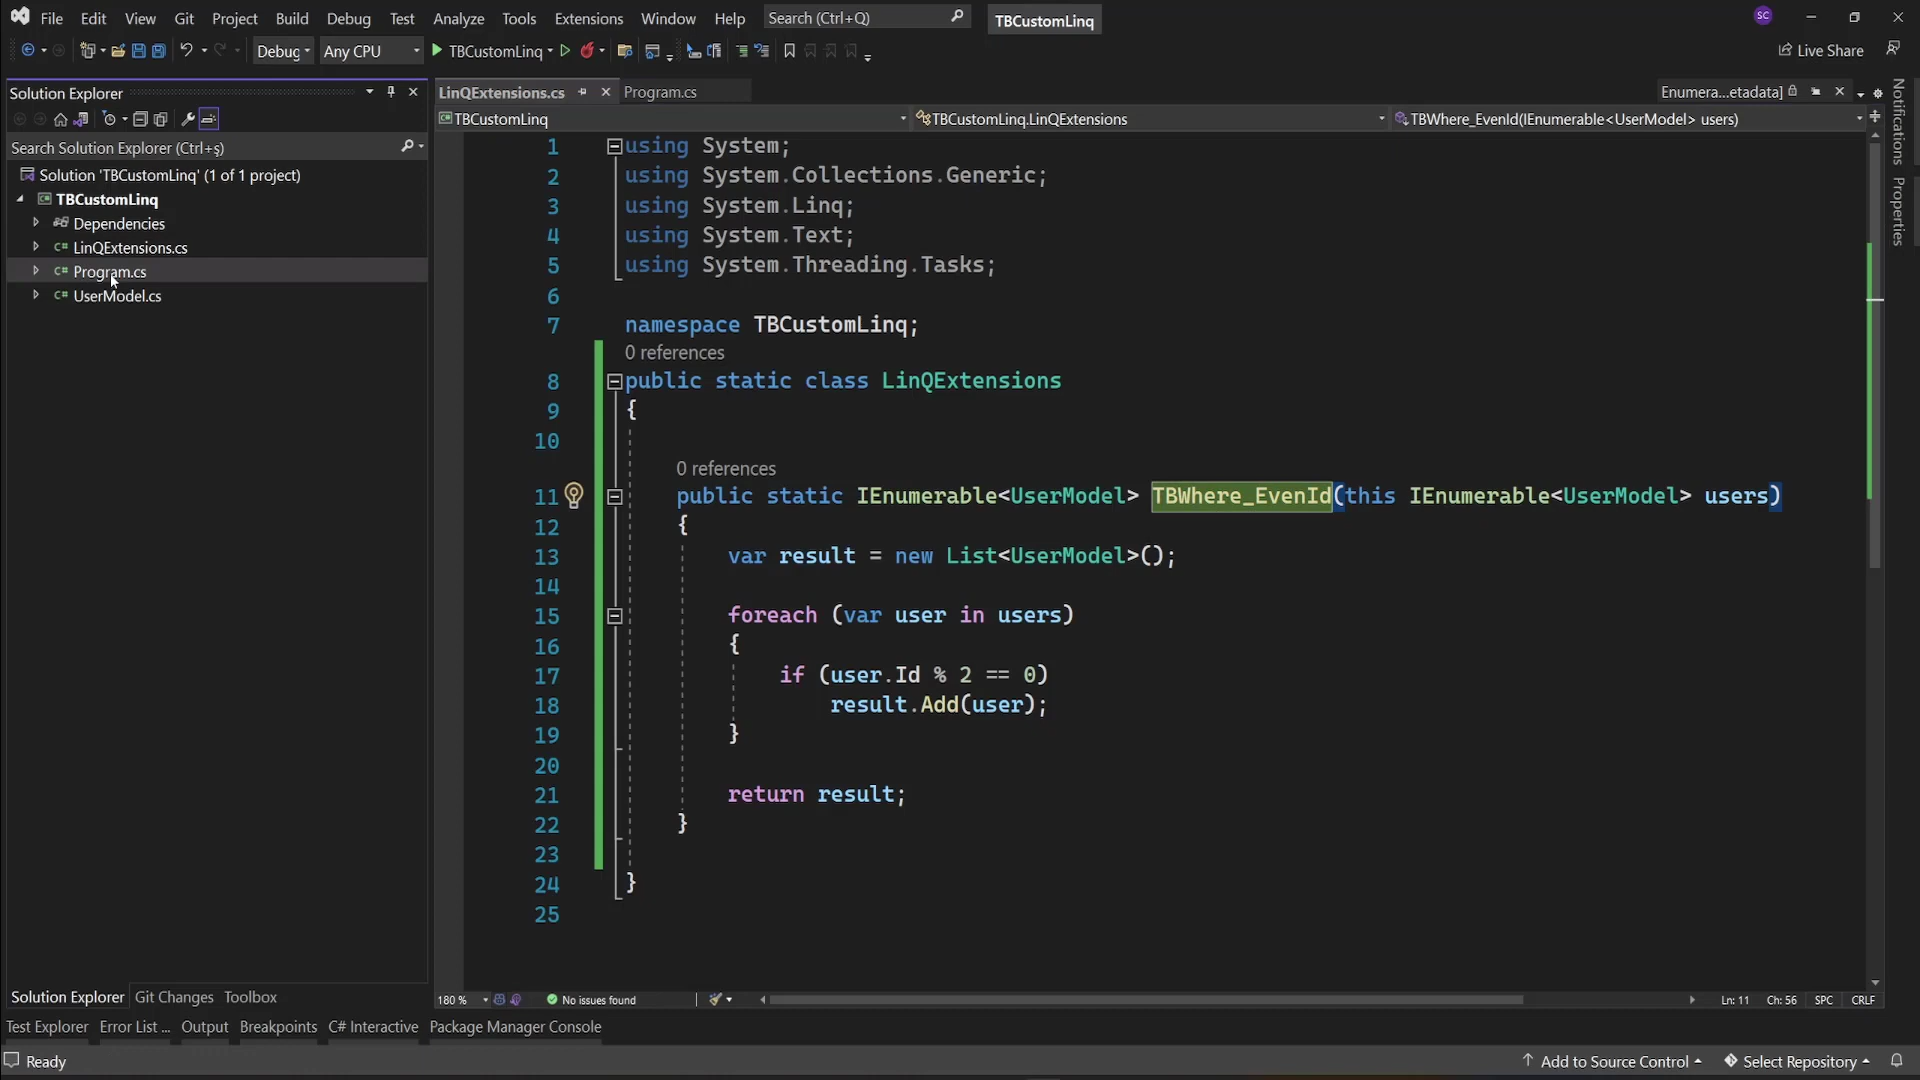 File Edit View Git Project Build Debug Test Analyze Tools Extensions Window Help Search (Ctrl+Q) TBCustomLinq SC
Debug Any CPU TBCustomLinq Live Share
Solution Explorer
Search Solution Explorer (Ctrl+ş)
Solution 'TBCustomLinq' (1 of 1 project)
TBCustomLinq
Dependencies
LinQExtensions.cs
Program.cs
UserModel.cs
LinQExtensions.cs Program.cs Enumera...etadata]
TBCustomLinq TBCustomLinq.LinQExtensions TBWhere_EvenId(IEnumerable<UserModel> users)
1 using System;
2 using System.Collections.Generic;
3 using System.Linq;
4 using System.Text;
5 using System.Threading.Tasks;
6
7 namespace TBCustomLinq;
0 references
8 public static class LinQExtensions
9 {
10
0 references
11 public static IEnumerable<UserModel> TBWhere_EvenId(this IEnumerable<UserModel> users)
12 {
13 var result = new List<UserModel>();
14
15 foreach (var user in users)
16 {
17 if (user.Id % 2 == 0)
18 result.Add(user);
19 }
20
21 return result;
22 }
23
24 }
25
Notifications
Properties
180 % No issues found Ln: 11 Ch: 56 SPC CRLF
Solution Explorer Git Changes Toolbox
Test Explorer Error List ... Output Breakpoints C# Interactive Package Manager Console
Ready Add to Source Control Select Repository